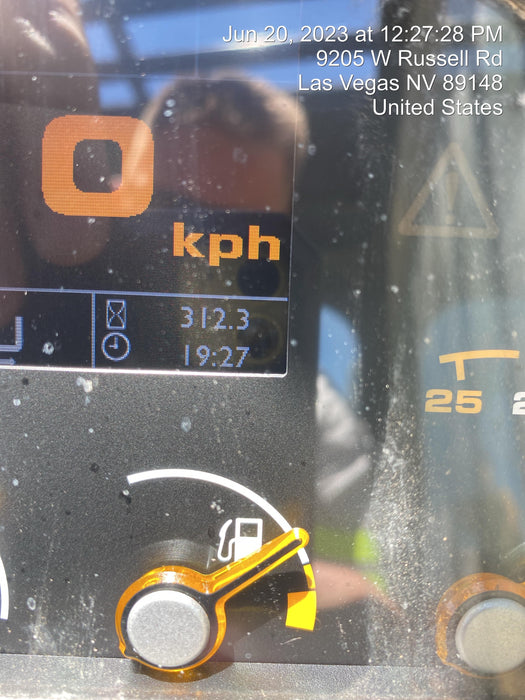 Jun 20, 2023 at 12:27:28 PM
9205 W Russell Rd
Las Vegas NV 89148
United States
0
kph
312.3
19:27
25